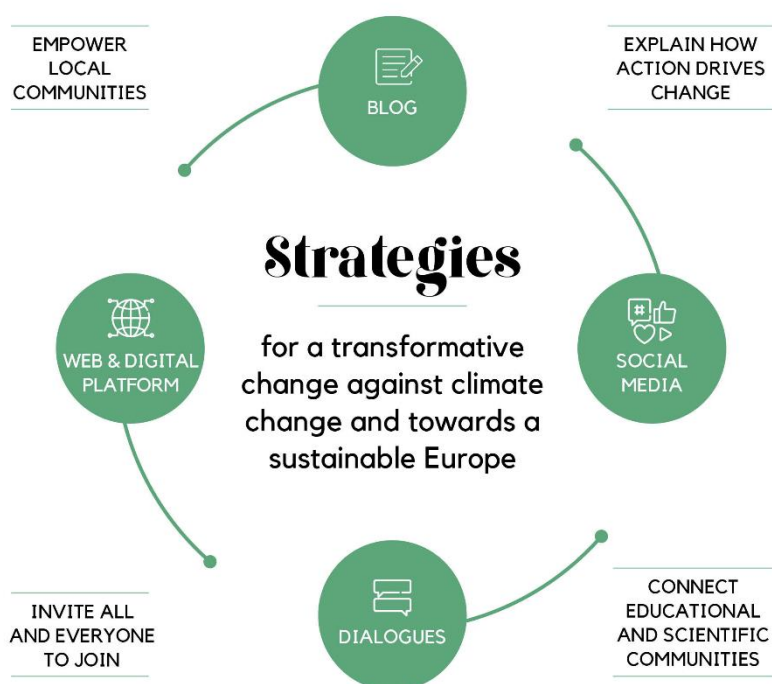 EMPOWER
LOCAL
COMMUNITIES
BLOG
EXPLAIN HOW
ACTION DRIVES
CHANGE
Strategies
for a transformative
change against climate
change and towards a
sustainable Europe
WEB & DIGITAL
PLATFORM
SOCIAL
MEDIA
INVITE ALL
AND EVERYONE
TO JOIN
DIALOGUES
CONNECT
EDUCATIONAL
AND SCIENTIFIC
COMMUNITIES